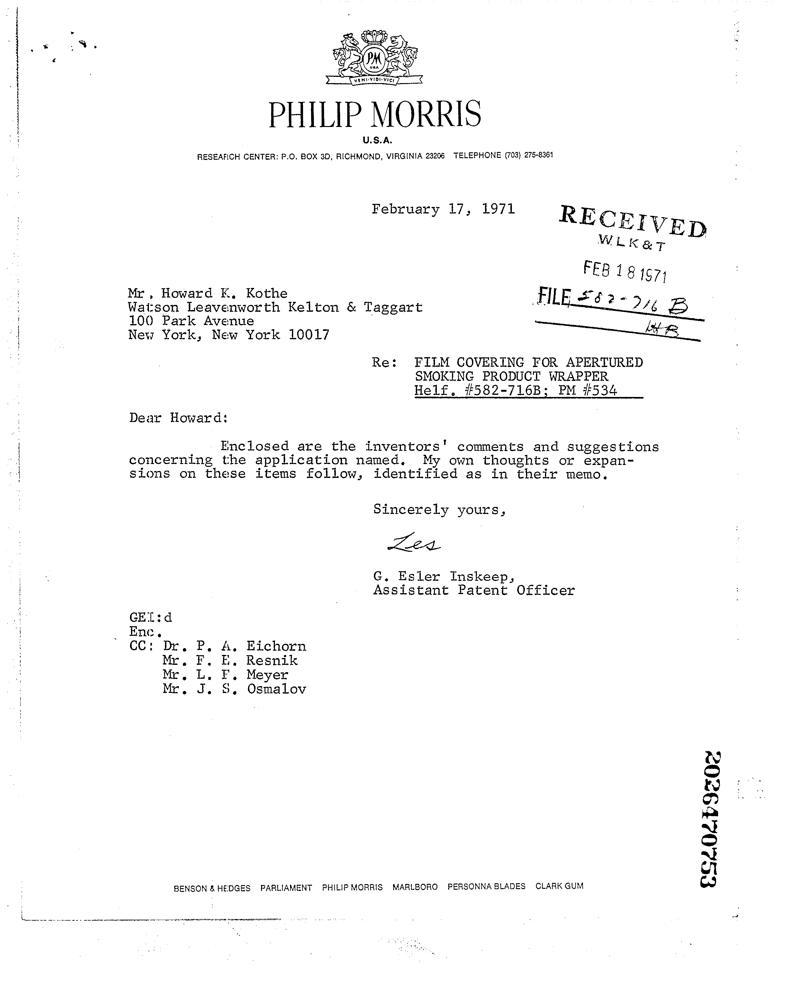 PM
USA
VENI·VIDI·VICI
PHILIP MORRIS
U.S.A.
RESEARCH CENTER: P.O. BOX 3D, RICHMOND, VIRGINIA 23206 TELEPHONE (703) 275-8361
February 17, 1971
RECEIVED
W L K & T
FEB 18 1971
FILE 582-716 B
HB
Mr. Howard K. Kothe
Watson Leavenworth Kelton & Taggart
100 Park Avenue
New York, New York 10017
Re: FILM COVERING FOR APERTURED
SMOKING PRODUCT WRAPPER
Helf. #582-716B; PM #534
Dear Howard:
Enclosed are the inventors' comments and suggestions
concerning the application named. My own thoughts or expan-
sions on these items follow, identified as in their memo.
Sincerely yours,
Les
G. Esler Inskeep,
Assistant Patent Officer
GEI:d
Enc.
CC: Dr. P. A. Eichorn
Mr. F. E. Resnik
Mr. L. F. Meyer
Mr. J. S. Osmalov
2026470753
BENSON & HEDGES PARLIAMENT PHILIP MORRIS MARLBORO PERSONNA BLADES CLARK GUM